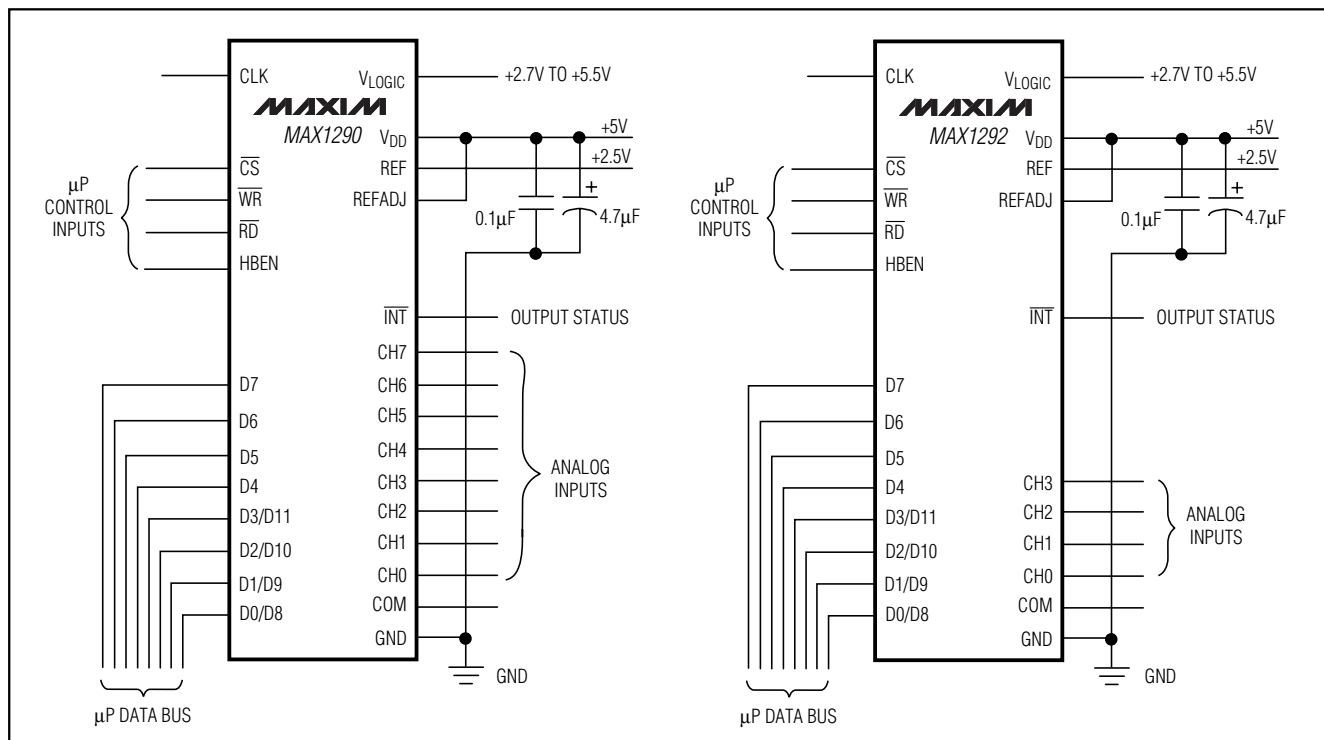 CLK
VLOGIC
+2.7V TO +5.5V
MAXIM
MAX1290
VDD
+5V
REF
+2.5V
REFADJ
CS
WR
RD
HBEN
µP
CONTROL
INPUTS
0.1µF
+
4.7µF
INT
OUTPUT STATUS
CH7
CH6
CH5
CH4
CH3
CH2
CH1
CH0
ANALOG
INPUTS
COM
GND
GND
D7
D6
D5
D4
D3/D11
D2/D10
D1/D9
D0/D8
µP DATA BUS
CLK
VLOGIC
+2.7V TO +5.5V
MAXIM
MAX1292
VDD
+5V
REF
+2.5V
REFADJ
CS
WR
RD
HBEN
µP
CONTROL
INPUTS
0.1µF
+
4.7µF
INT
OUTPUT STATUS
D7
D6
D5
D4
D3/D11
D2/D10
D1/D9
D0/D8
CH3
CH2
CH1
CH0
ANALOG
INPUTS
COM
GND
GND
µP DATA BUS